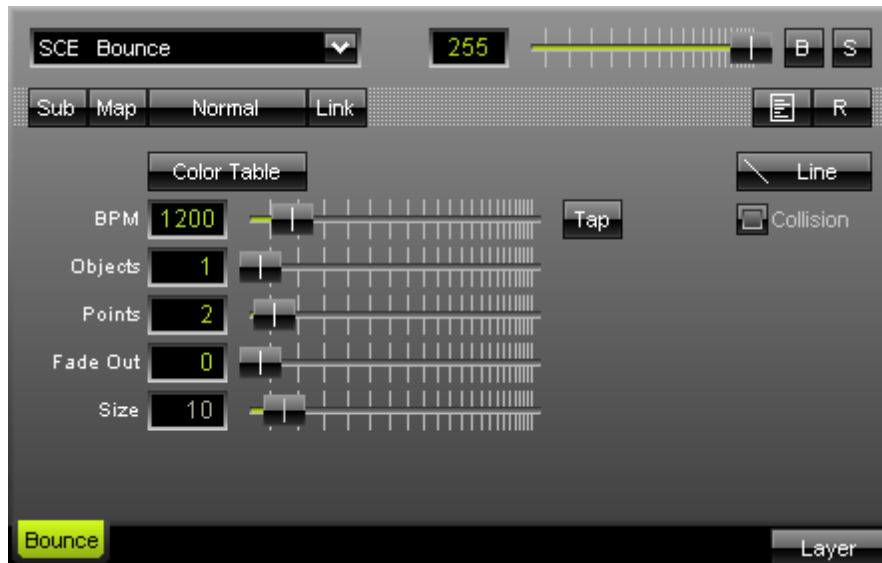 SCE Bounce 255 B S
Sub Map Normal Link R
Color Table Line
BPM 1200 Tap Collision
Objects 1
Points 2
Fade Out 0
Size 10
Bounce Layer